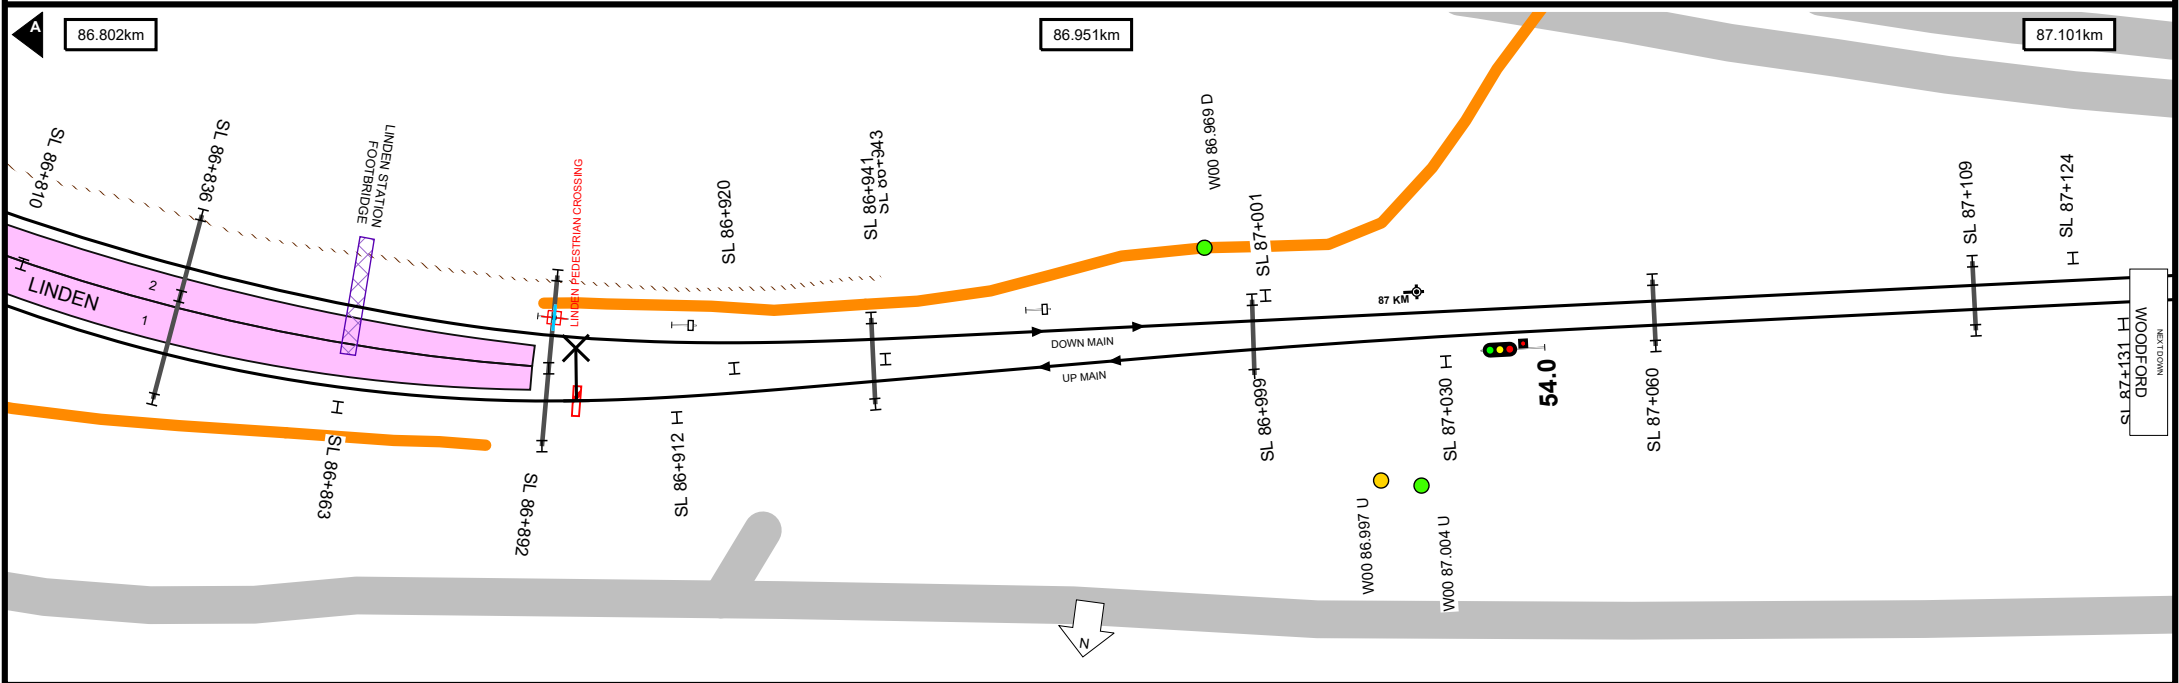 A
86.802km
86.951km
87.101km
SL 86+810
SL 86+836
LINDEN STATION
FOOTBRIDGE
LINDEN PEDESTRIAN CROSSING
SL 86+920
SL 86+941
SL 86+943
W00 86.969 D
SL 87+001
SL 87+109
SL 87+124
LINDEN
2
1
87 KM
DOWN MAIN
UP MAIN
54.0
NEXT DOWN
WOODFORD
SL 87+131
SL 86+863
SL 86+892
SL 86+912
SL 86+999
SL 87+030
SL 87+060
W00 86.997 U
W00 87.004 U
N